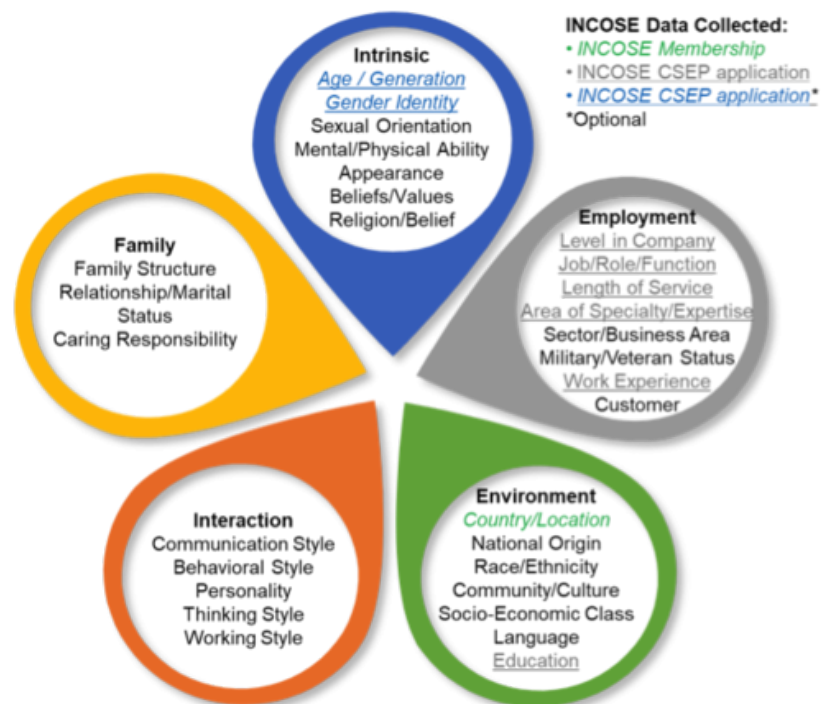 Intrinsic
Age / Generation
Gender Identity
Sexual Orientation
Mental/Physical Ability
Appearance
Beliefs/Values
Religion/Belief
INCOSE Data Collected:
• INCOSE Membership
• INCOSE CSEP application
• INCOSE CSEP application*
*Optional
Family
Family Structure
Relationship/Marital
Status
Caring Responsibility
Employment
Level in Company
Job/Role/Function
Length of Service
Area of Specialty/Expertise
Sector/Business Area
Military/Veteran Status
Work Experience
Customer
Interaction
Communication Style
Behavioral Style
Personality
Thinking Style
Working Style
Environment
Country/Location
National Origin
Race/Ethnicity
Community/Culture
Socio-Economic Class
Language
Education